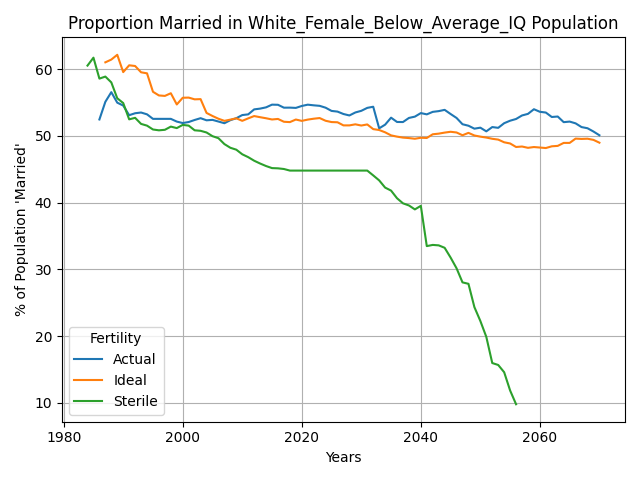 Proportion Married in White_Female_Below_Average_IQ Population
% of Population 'Married'
60
50
40
30
20
10
Fertility
Actual
Ideal
Sterile
1980
2000
2020
2040
2060
Years